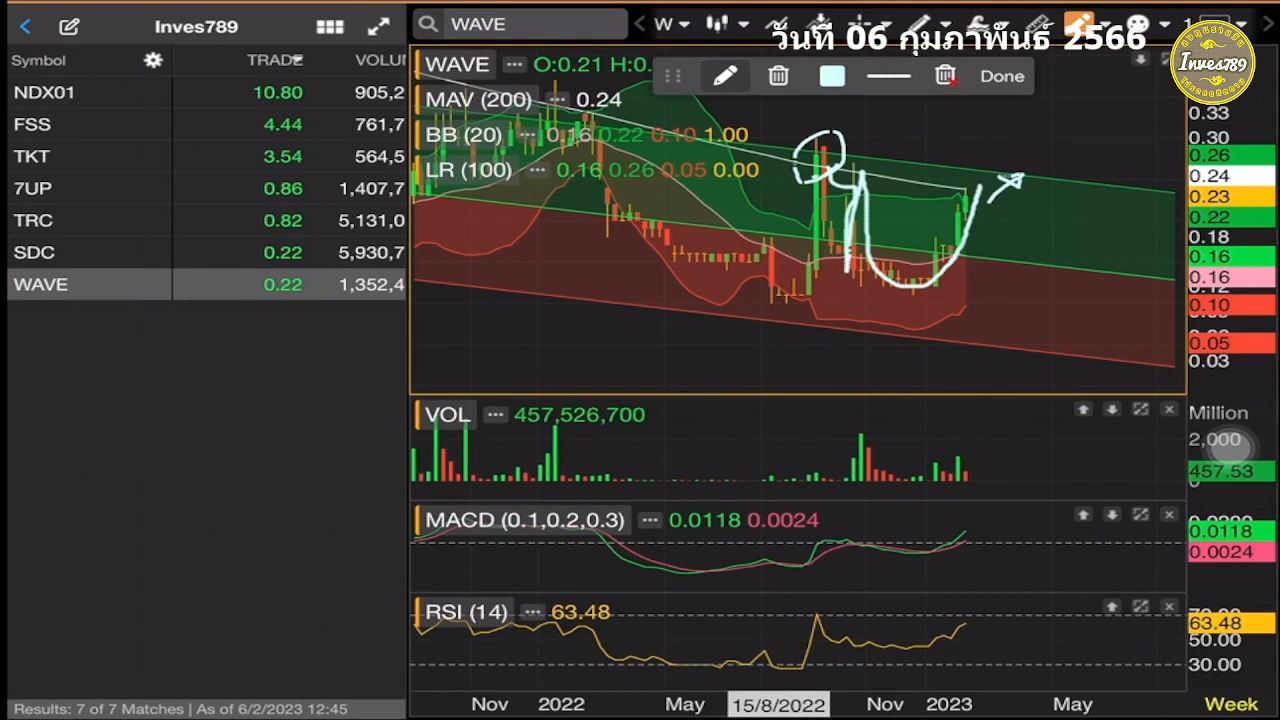 Inves789
WAVE
W
วันที่ 06 กุมภาพันธ์ 2566
Inves789
Symbol TRADE VOLU
NDX01 10.80 905,2
FSS 4.44 761,7
TKT 3.54 564,5
7UP 0.86 1,407,7
TRC 0.82 5,131,0
SDC 0.22 5,930,7
WAVE 0.22 1,352,4
Results: 7 of 7 Matches | As of 6/2/2023 12:45
WAVE O:0.21 H:0.
Done
MAV (200) 0.24
BB (20) 0.16 0.22 0.10 1.00
LR (100) 0.16 0.26 0.05 0.00
0.33
0.30
0.26
0.24
0.23
0.22
0.18
0.16
0.16
0.12
0.10
0.05
0.03
VOL 457,526,700
Million
2,000
457.53
MACD (0.1,0.2,0.3) 0.0118 0.0024
0.0118
0.0024
RSI (14) 63.48
70.00
63.48
50.00
30.00
Nov 2022 May 15/8/2022 Nov 2023 May Week